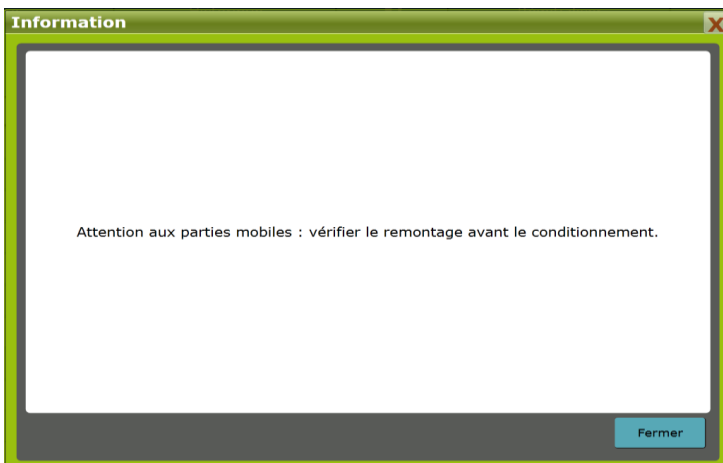 Information
X
Attention aux parties mobiles : vérifier le remontage avant le conditionnement.
Fermer